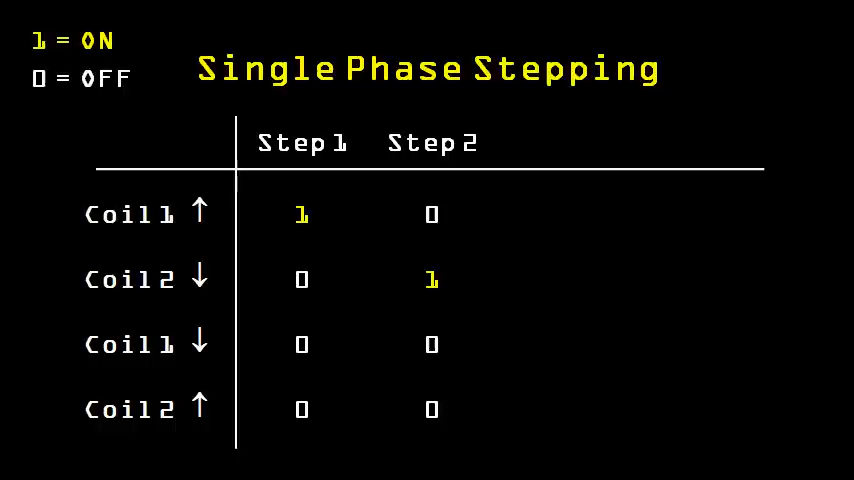 1 = ON
0 = OFF
Single Phase Stepping
Step 1 Step 2
Coil 1 ↑ 1 0
Coil 2 ↓ 0 1
Coil 1 ↓ 0 0
Coil 2 ↑ 0 0